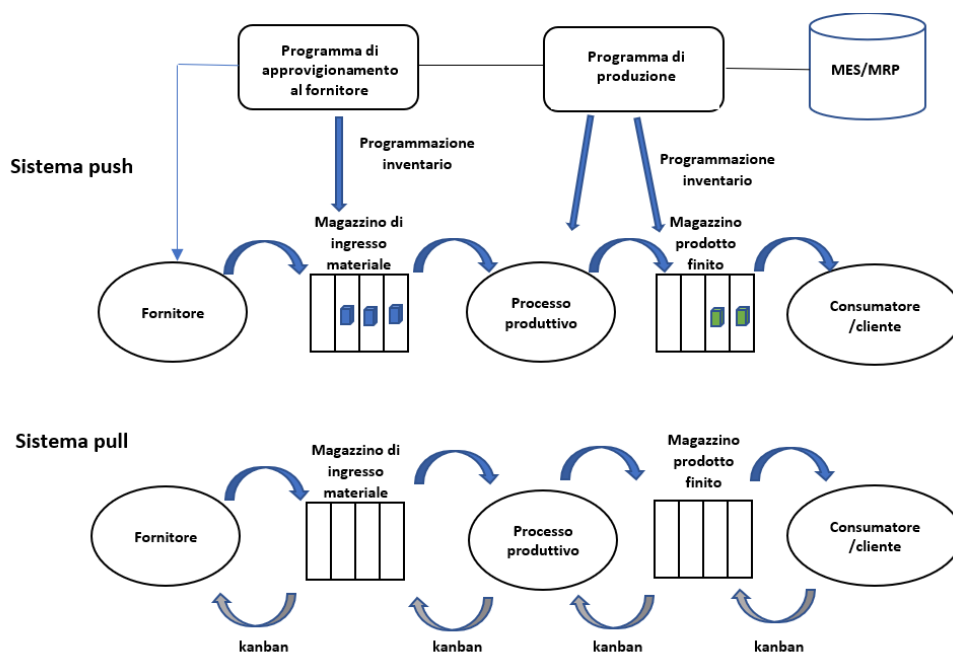 Programma di
approvigionamento
al fornitore
Programma di
produzione
MES/MRP
Programmazione
inventario
Programmazione
inventario
Sistema push
Magazzino di
ingresso
materiale
Magazzino
prodotto
finito
Fornitore
Processo
produttivo
Consumatore
/cliente
Sistema pull
Magazzino di
ingresso
materiale
Magazzino
prodotto
finito
Fornitore
Processo
produttivo
Consumatore
/cliente
kanban
kanban
kanban
kanban